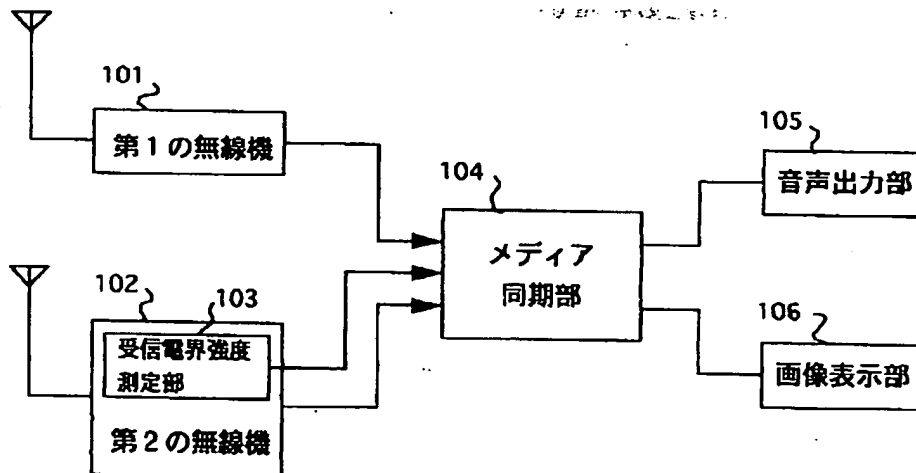 101
第1の無線機
102
103
受信電界強度
測定部
第2の無線機
104
メディア
同期部
105
音声出力部
106
画像表示部